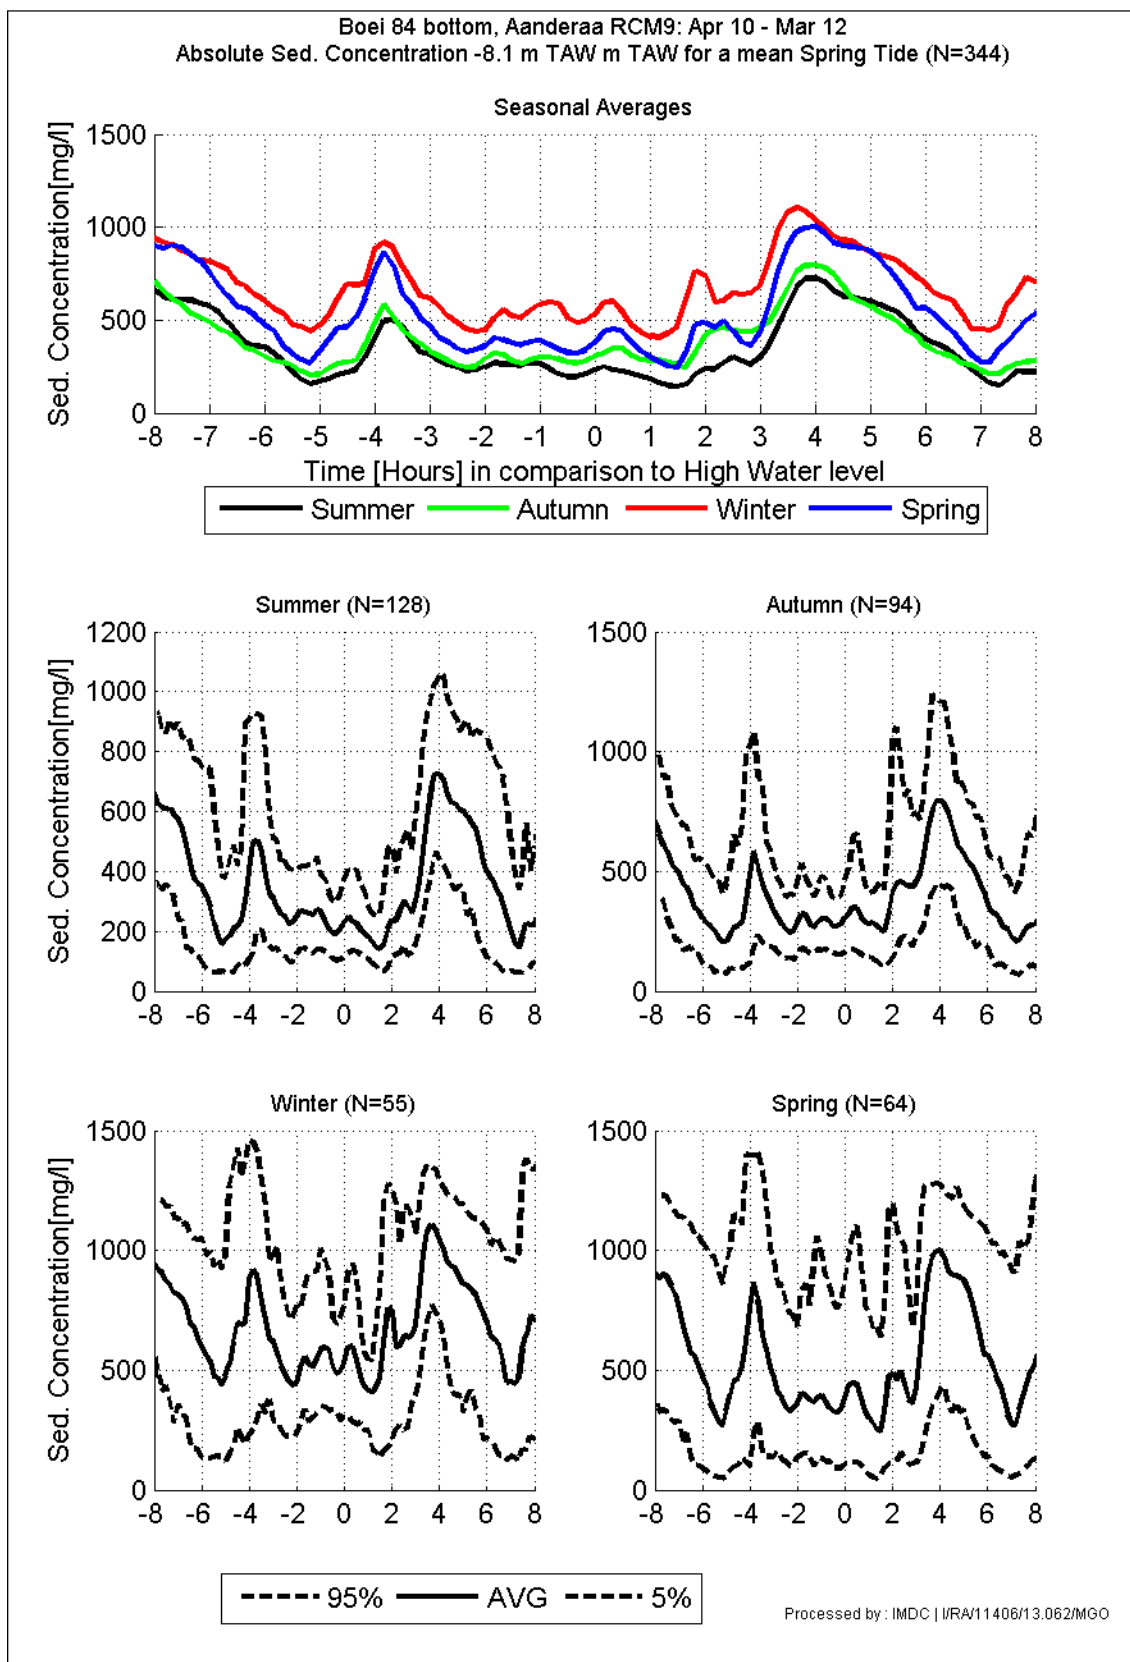 Boei 84 bottom, Aanderaa RCM9: Apr 10 - Mar 12
Absolute Sed. Concentration -8.1 m TAW m TAW for a mean Spring Tide (N=344)
Seasonal Averages
Sed. Concentration[mg/l]
1500
1000
500
0
-8 -7 -6 -5 -4 -3 -2 -1 0 1 2 3 4 5 6 7 8
Time [Hours] in comparison to High Water level
Summer Autumn Winter Spring
Summer (N=128)
Sed. Concentration[mg/l]
1200
1000
800
600
400
200
0
-8 -6 -4 -2 0 2 4 6 8
Autumn (N=94)
1500
1000
500
0
-8 -6 -4 -2 0 2 4 6 8
Winter (N=55)
Sed. Concentration[mg/l]
1500
1000
500
0
-8 -6 -4 -2 0 2 4 6 8
Spring (N=64)
1500
1000
500
0
-8 -6 -4 -2 0 2 4 6 8
95% AVG 5%
Processed by : IMDC | I/RA/11406/13.062/MGO